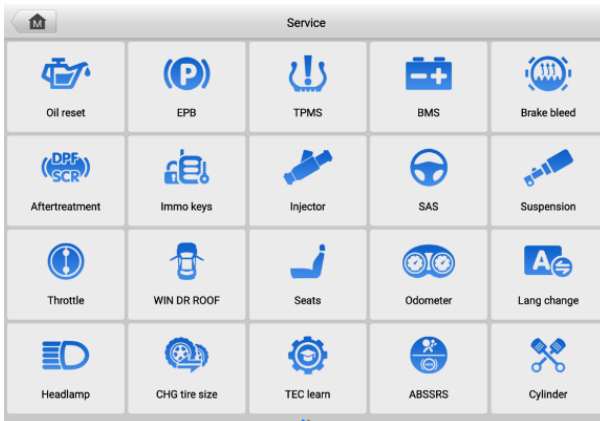 M
Service
Oil reset
EPB
TPMS
BMS
Brake bleed
Aftertreatment
Immo keys
Injector
SAS
Suspension
Throttle
WIN DR ROOF
Seats
Odometer
Lang change
Headlamp
CHG tire size
TEC learn
ABSSRS
Cylinder
P
DPF
SCR
A